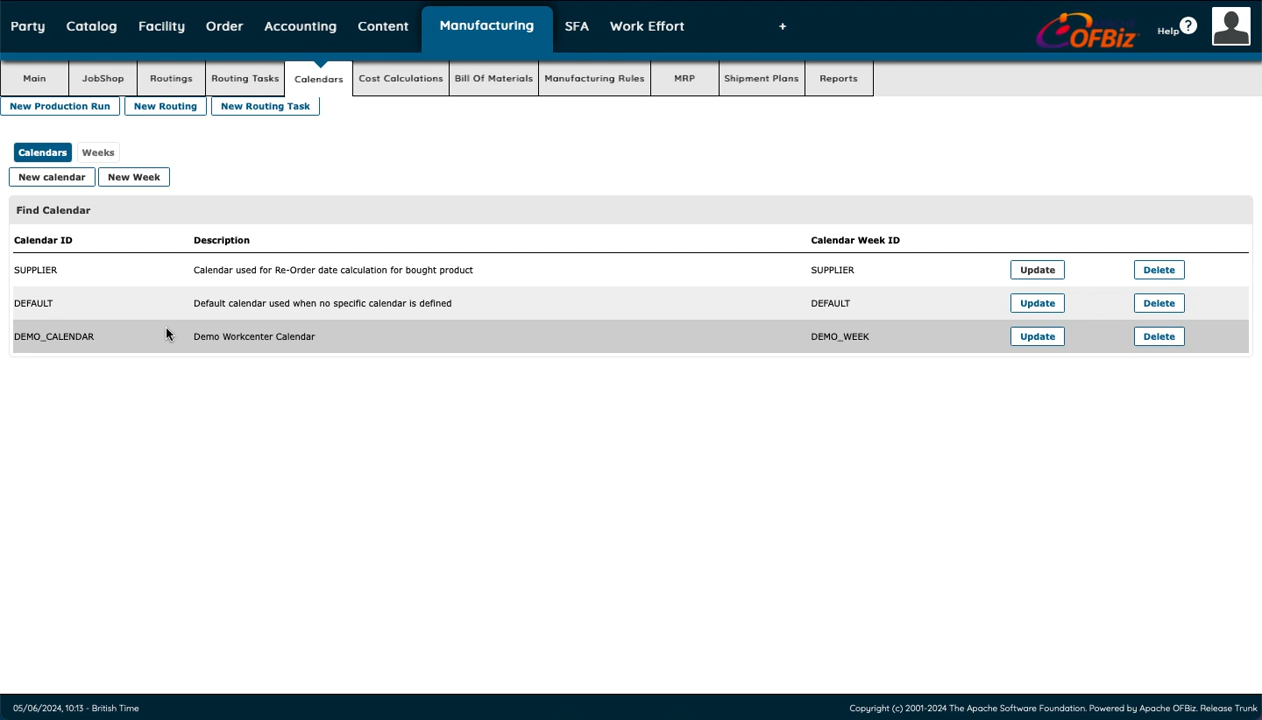 Party Catalog Facility Order Accounting Content Manufacturing SFA Work Effort + OFBiz Help ?
Main JobShop Routings Routing Tasks Calendars Cost Calculations Bill Of Materials Manufacturing Rules MRP Shipment Plans Reports
New Production Run New Routing New Routing Task
Calendars Weeks
New calendar New Week
Find Calendar
Calendar ID Description Calendar Week ID
SUPPLIER Calendar used for Re-Order date calculation for bought product SUPPLIER Update Delete
DEFAULT Default calendar used when no specific calendar is defined DEFAULT Update Delete
DEMO_CALENDAR Demo Workcenter Calendar DEMO_WEEK Update Delete
05/06/2024, 10:13 - British Time Copyright (c) 2001-2024 The Apache Software Foundation. Powered by Apache OFBiz. Release Trunk